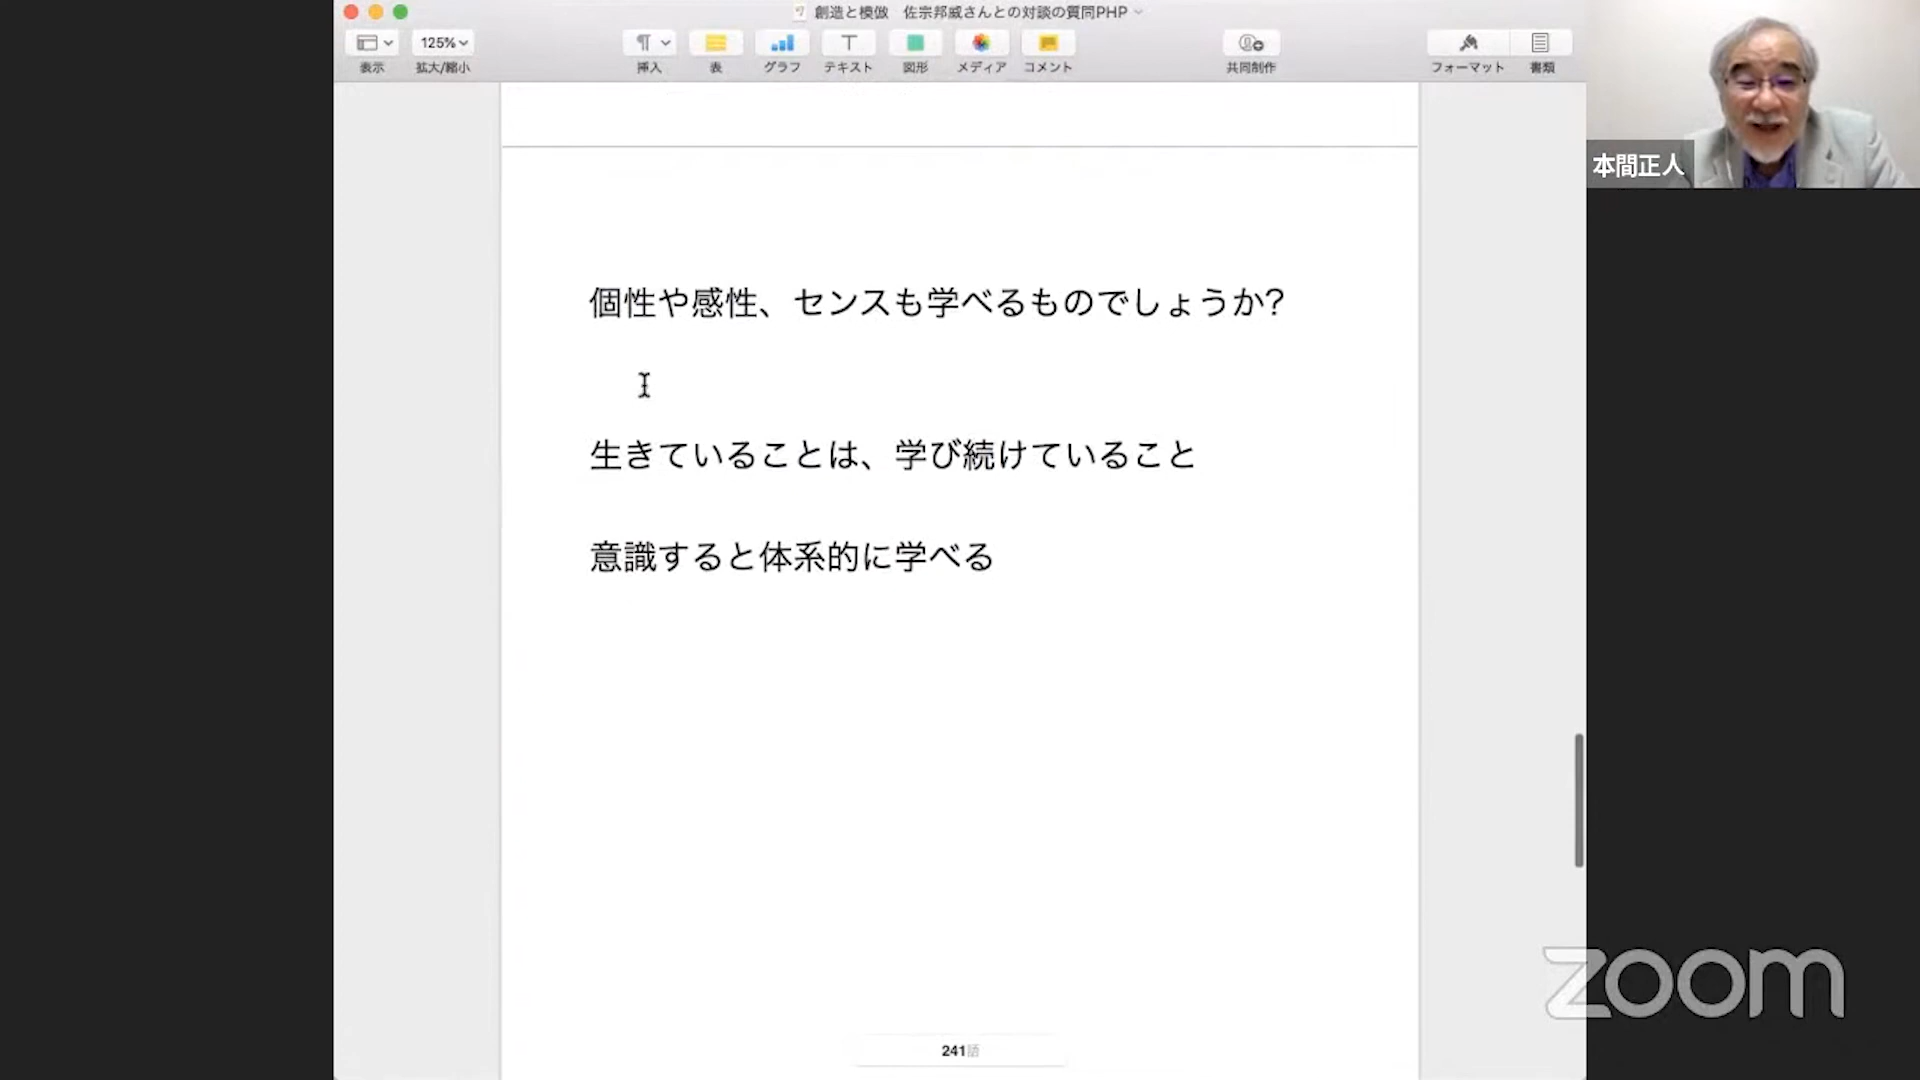 創造と模倣 佐宗邦威さんとの対談の質問PHP
125%
表示 拡大/縮小 挿入 表 グラフ テキスト 図形 メディア コメント 共同制作 フォーマット 書類
本間正人
個性や感性、センスも学べるものでしょうか?
生きていることは、学び続けていること
意識すると体系的に学べる
241語
zoom